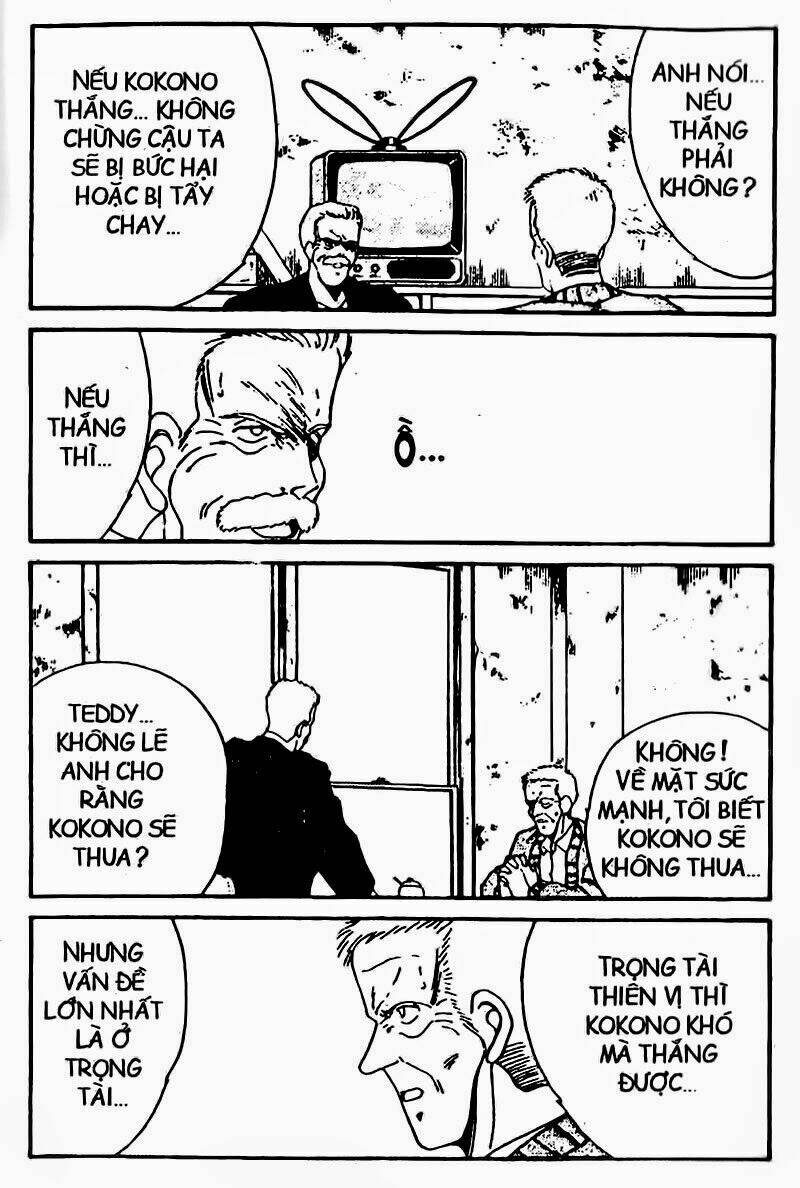 NẾU KOKONO
THẮNG... KHÔNG
CHỪNG CẬU TA
SẼ BỊ BỨC HẠI
HOẶC BỊ TẨY
CHAY...
ANH NÓI...
NẾU
THẮNG
PHẢI
KHÔNG?
NẾU
THẮNG
THÌ...
Ồ...
TEDDY...
KHÔNG LẼ
ANH CHO
RẰNG
KOKONO SẼ
THUA?
KHÔNG!
VỀ MẶT SỨC
MẠNH, TÔI BIẾT
KOKONO SẼ
KHÔNG THUA...
NHƯNG
VẤN ĐỀ
LỚN NHẤT
LÀ Ở
TRỌNG
TÀI...
TRỌNG TÀI
THIÊN VỊ THÌ
KOKONO KHÓ
MÀ THẮNG
ĐƯỢC...